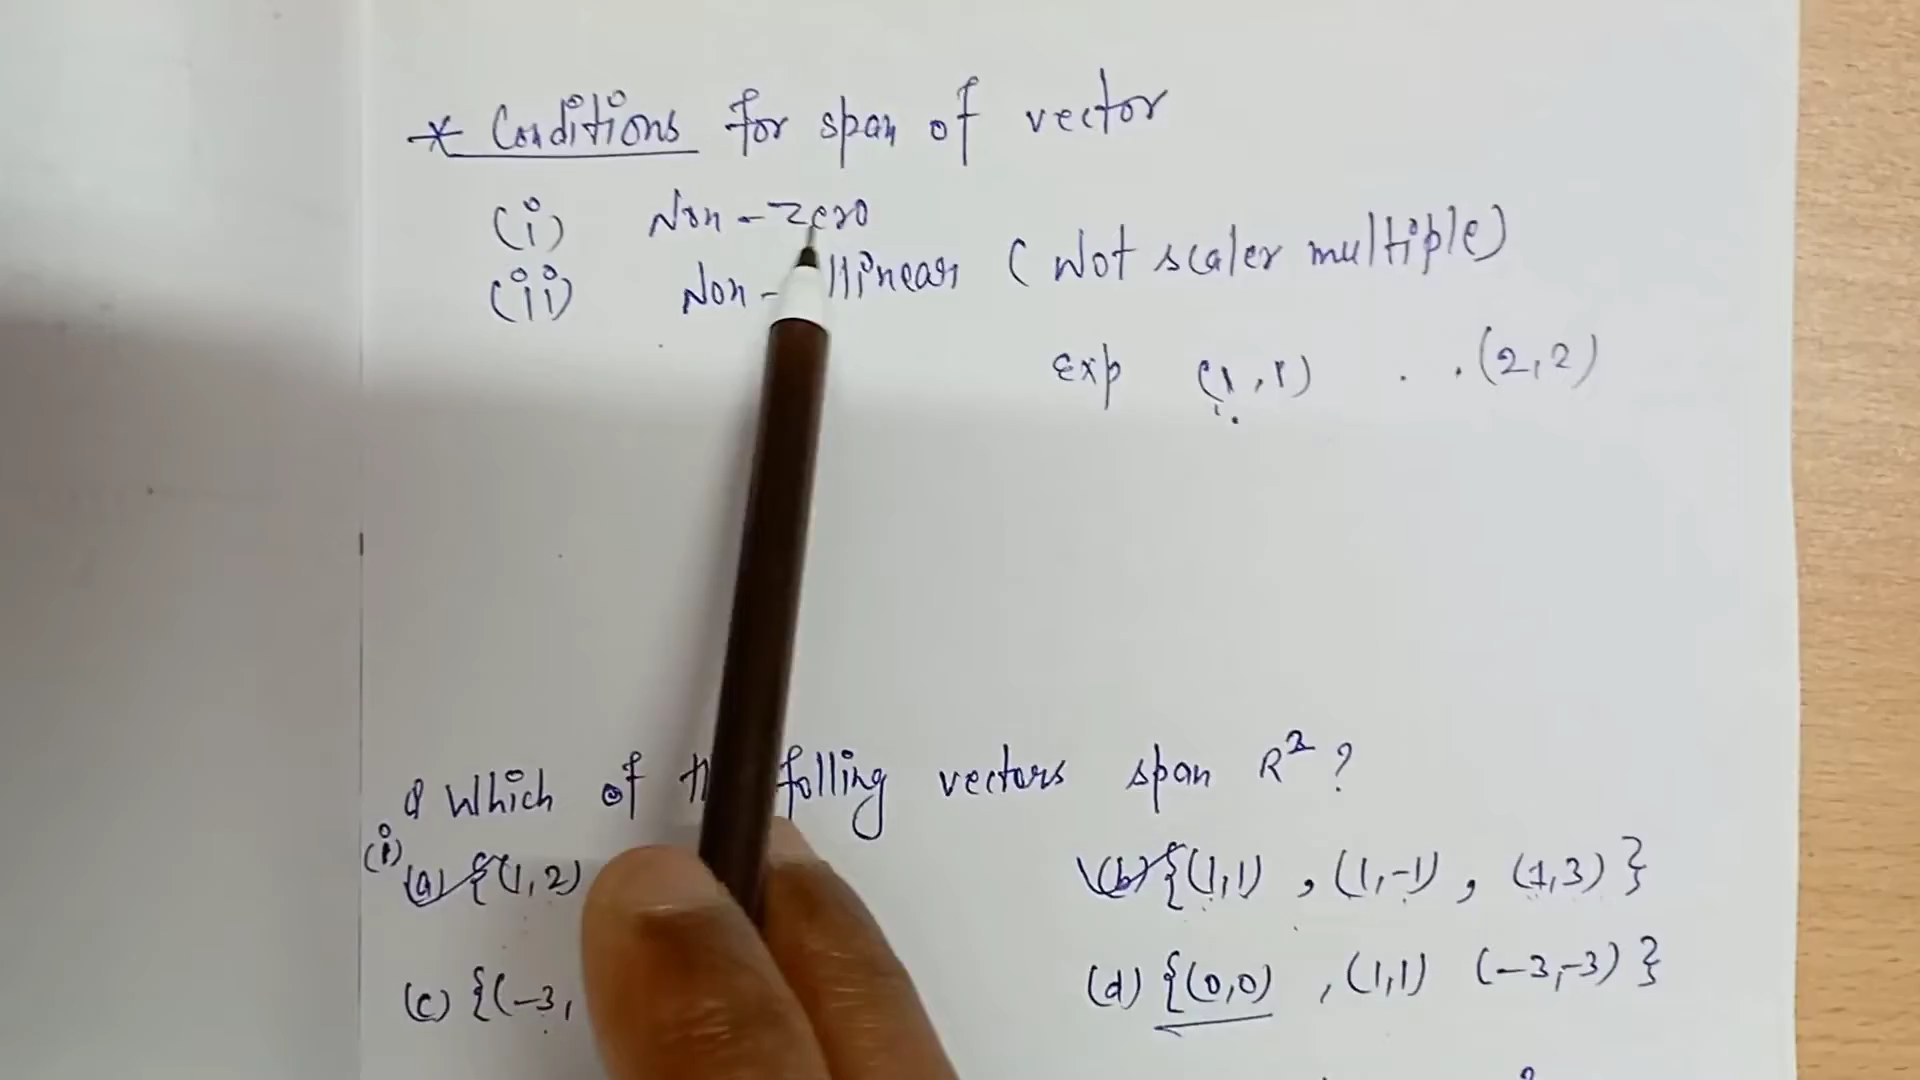 * Conditions for span of vector
(i) Non-Zero
(ii) Non- llinear (Not scaler multiple)
Exp (1,1) . . (2,2)
Q Which of th folling vectors span R² ?
(i) (a) {(1,2)
(b) {(1,1) , (1,-1) , (1,3) }
(c) {(-3,
(d) {(0,0) , (1,1) (-3,-3) }